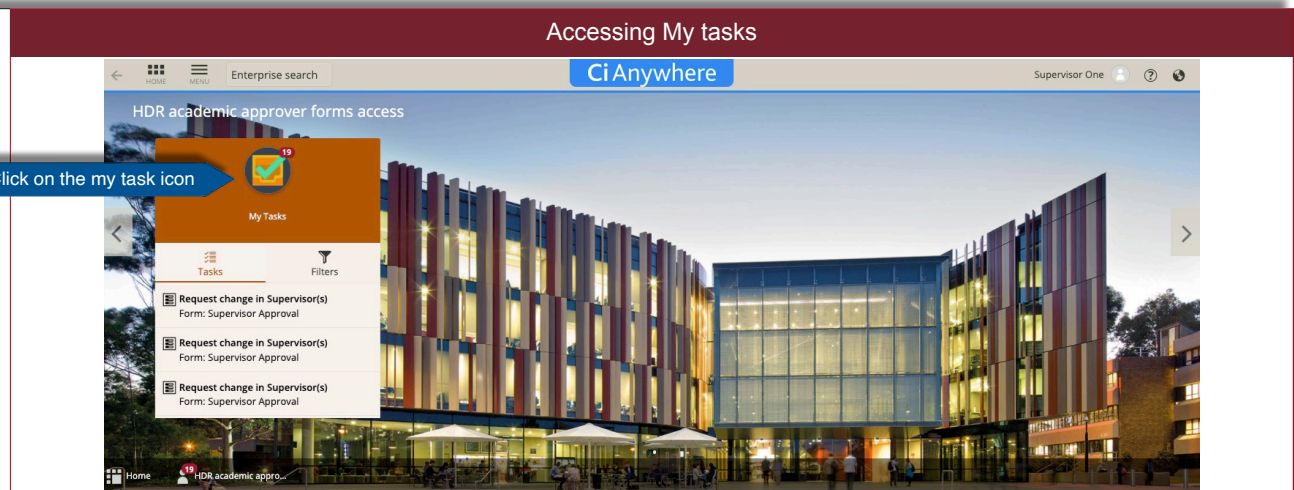 Accessing My tasks
HOME
MENU
Enterprise search
Ci Anywhere
Supervisor One
?
HDR academic approver forms access
19
lick on the my task icon
My Tasks
Tasks
Filters
Request change in Supervisor(s)
Form: Supervisor Approval
Request change in Supervisor(s)
Form: Supervisor Approval
Request change in Supervisor(s)
Form: Supervisor Approval
Home
19
HDR academic appro...